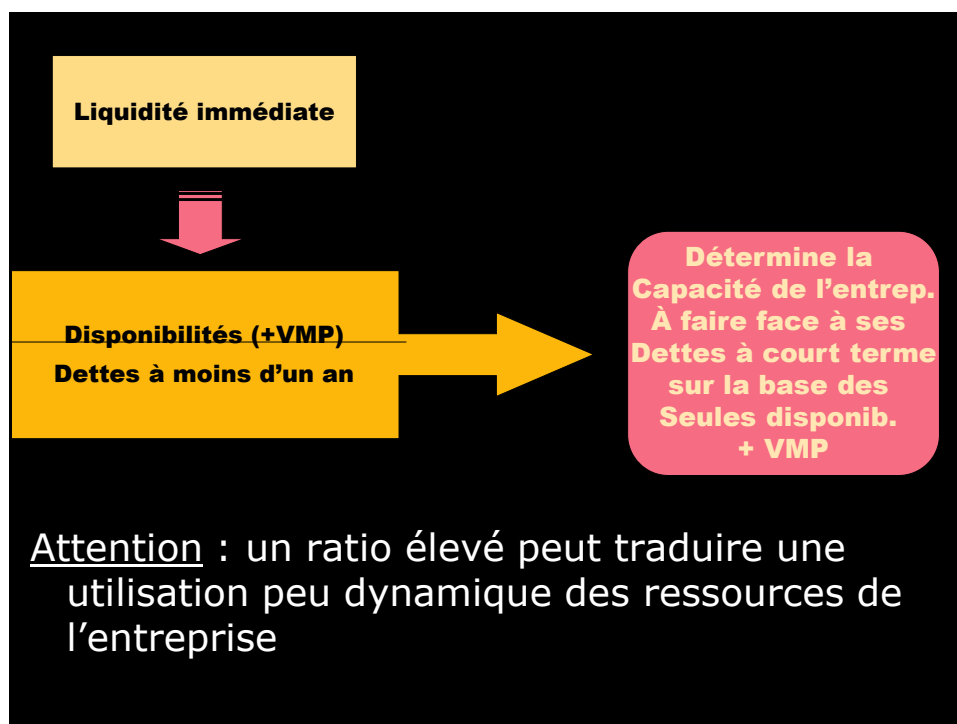 Liquidité immédiate
Disponibilités (+VMP)
Dettes à moins d’un an
Détermine la
Capacité de l’entrep.
À faire face à ses
Dettes à court terme
sur la base des
Seules disponib.
+ VMP
Attention : un ratio élevé peut traduire une
utilisation peu dynamique des ressources de
l’entreprise